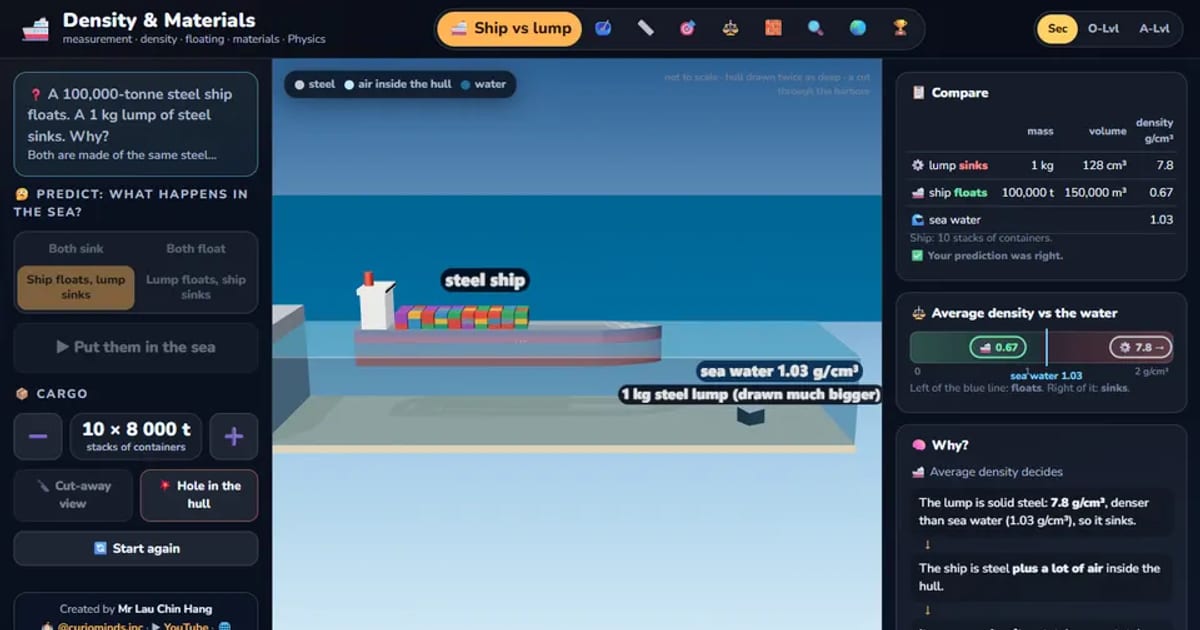 Density & Materials
measurement · density · floating · materials · Physics
Ship vs lump
Sec
O-Lvl
A-Lvl
A 100,000-tonne steel ship
floats. A 1 kg lump of steel
sinks. Why?
Both are made of the same steel...
PREDICT: WHAT HAPPENS IN
THE SEA?
Both sink
Both float
Ship floats, lump
sinks
Lump floats, ship
sinks
▶ Put them in the sea
CARGO
−
10 × 8 000 t
stacks of containers
+
Cut-away
view
Hole in the
hull
Start again
Created by Mr Lau Chin Hang
@curiominds.inc · ▶ YouTube ·
steel
air inside the hull
water
not to scale · hull drawn twice as deep · a cut
through the harbour
steel ship
sea water 1.03 g/cm³
1 kg steel lump (drawn much bigger)
Compare
mass
volume
density
g/cm³
lump sinks
1 kg
128 cm³
7.8
ship floats
100,000 t
150,000 m³
0.67
sea water
1.03
Ship: 10 stacks of containers.
Your prediction was right.
Average density vs the water
0.67
7.8 →
0
1
2 g/cm³
sea water 1.03
Left of the blue line: floats. Right of it: sinks.
Why?
Average density decides
The lump is solid steel: 7.8 g/cm³, denser
than sea water (1.03 g/cm³), so it sinks.
↓
The ship is steel plus a lot of air inside the
hull.
↓